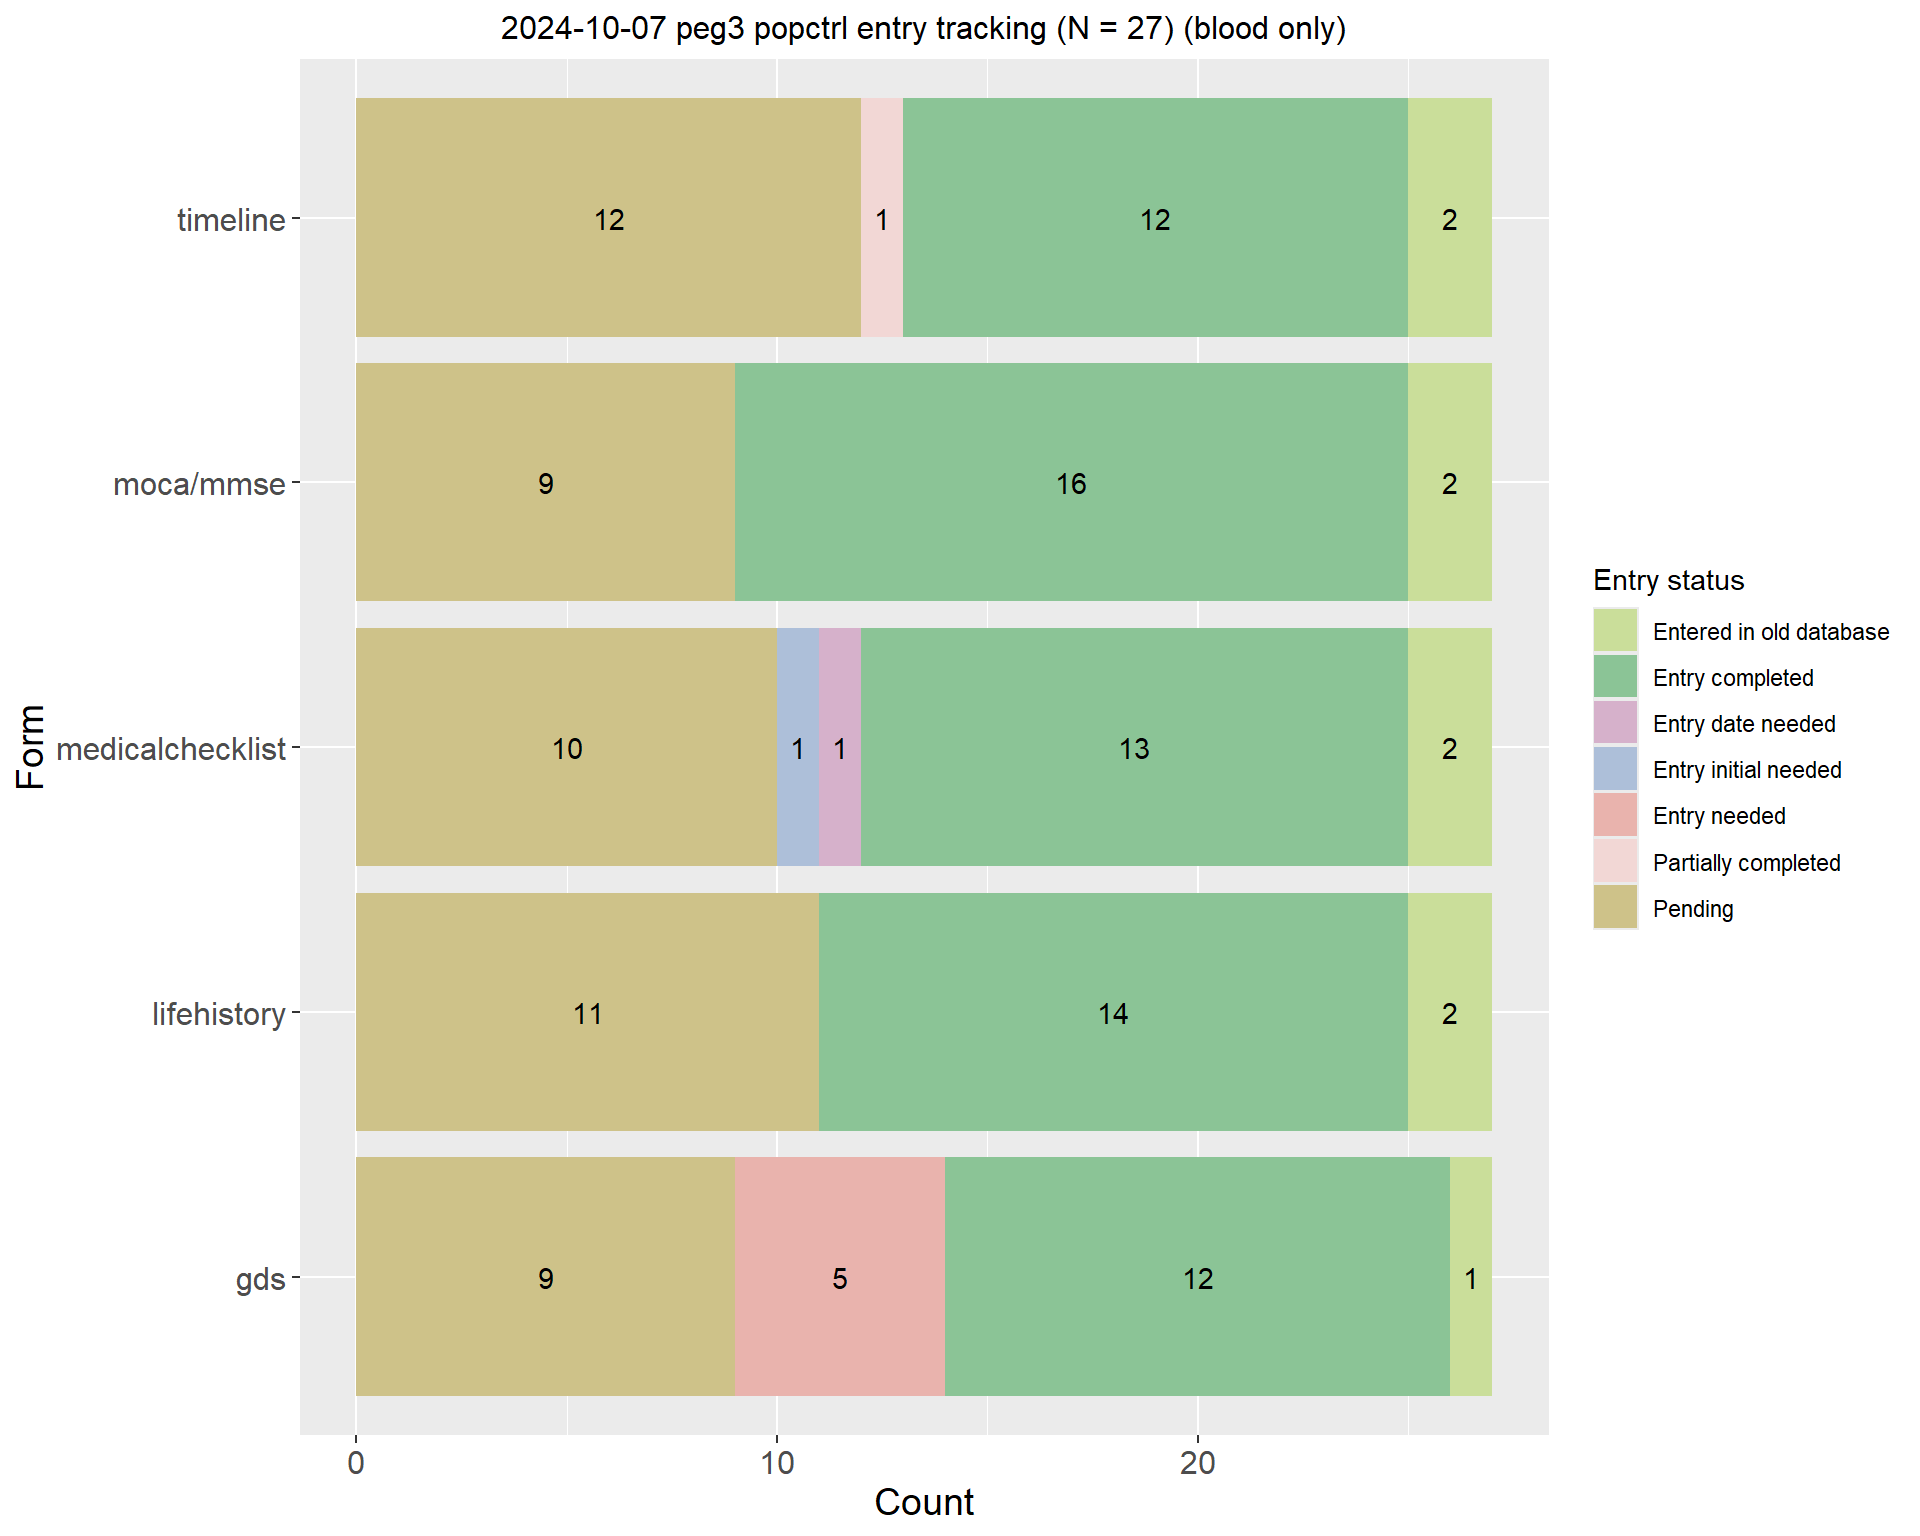 2024-10-07 peg3 popctrl entry tracking (N = 27) (blood only)
timeline
12
1
12
2
moca/mmse
9
16
2
medicalchecklist
10
1
1
13
2
lifehistory
11
14
2
gds
9
5
12
1
Form
0
10
20
Count
Entry status
Entered in old database
Entry completed
Entry date needed
Entry initial needed
Entry needed
Partially completed
Pending